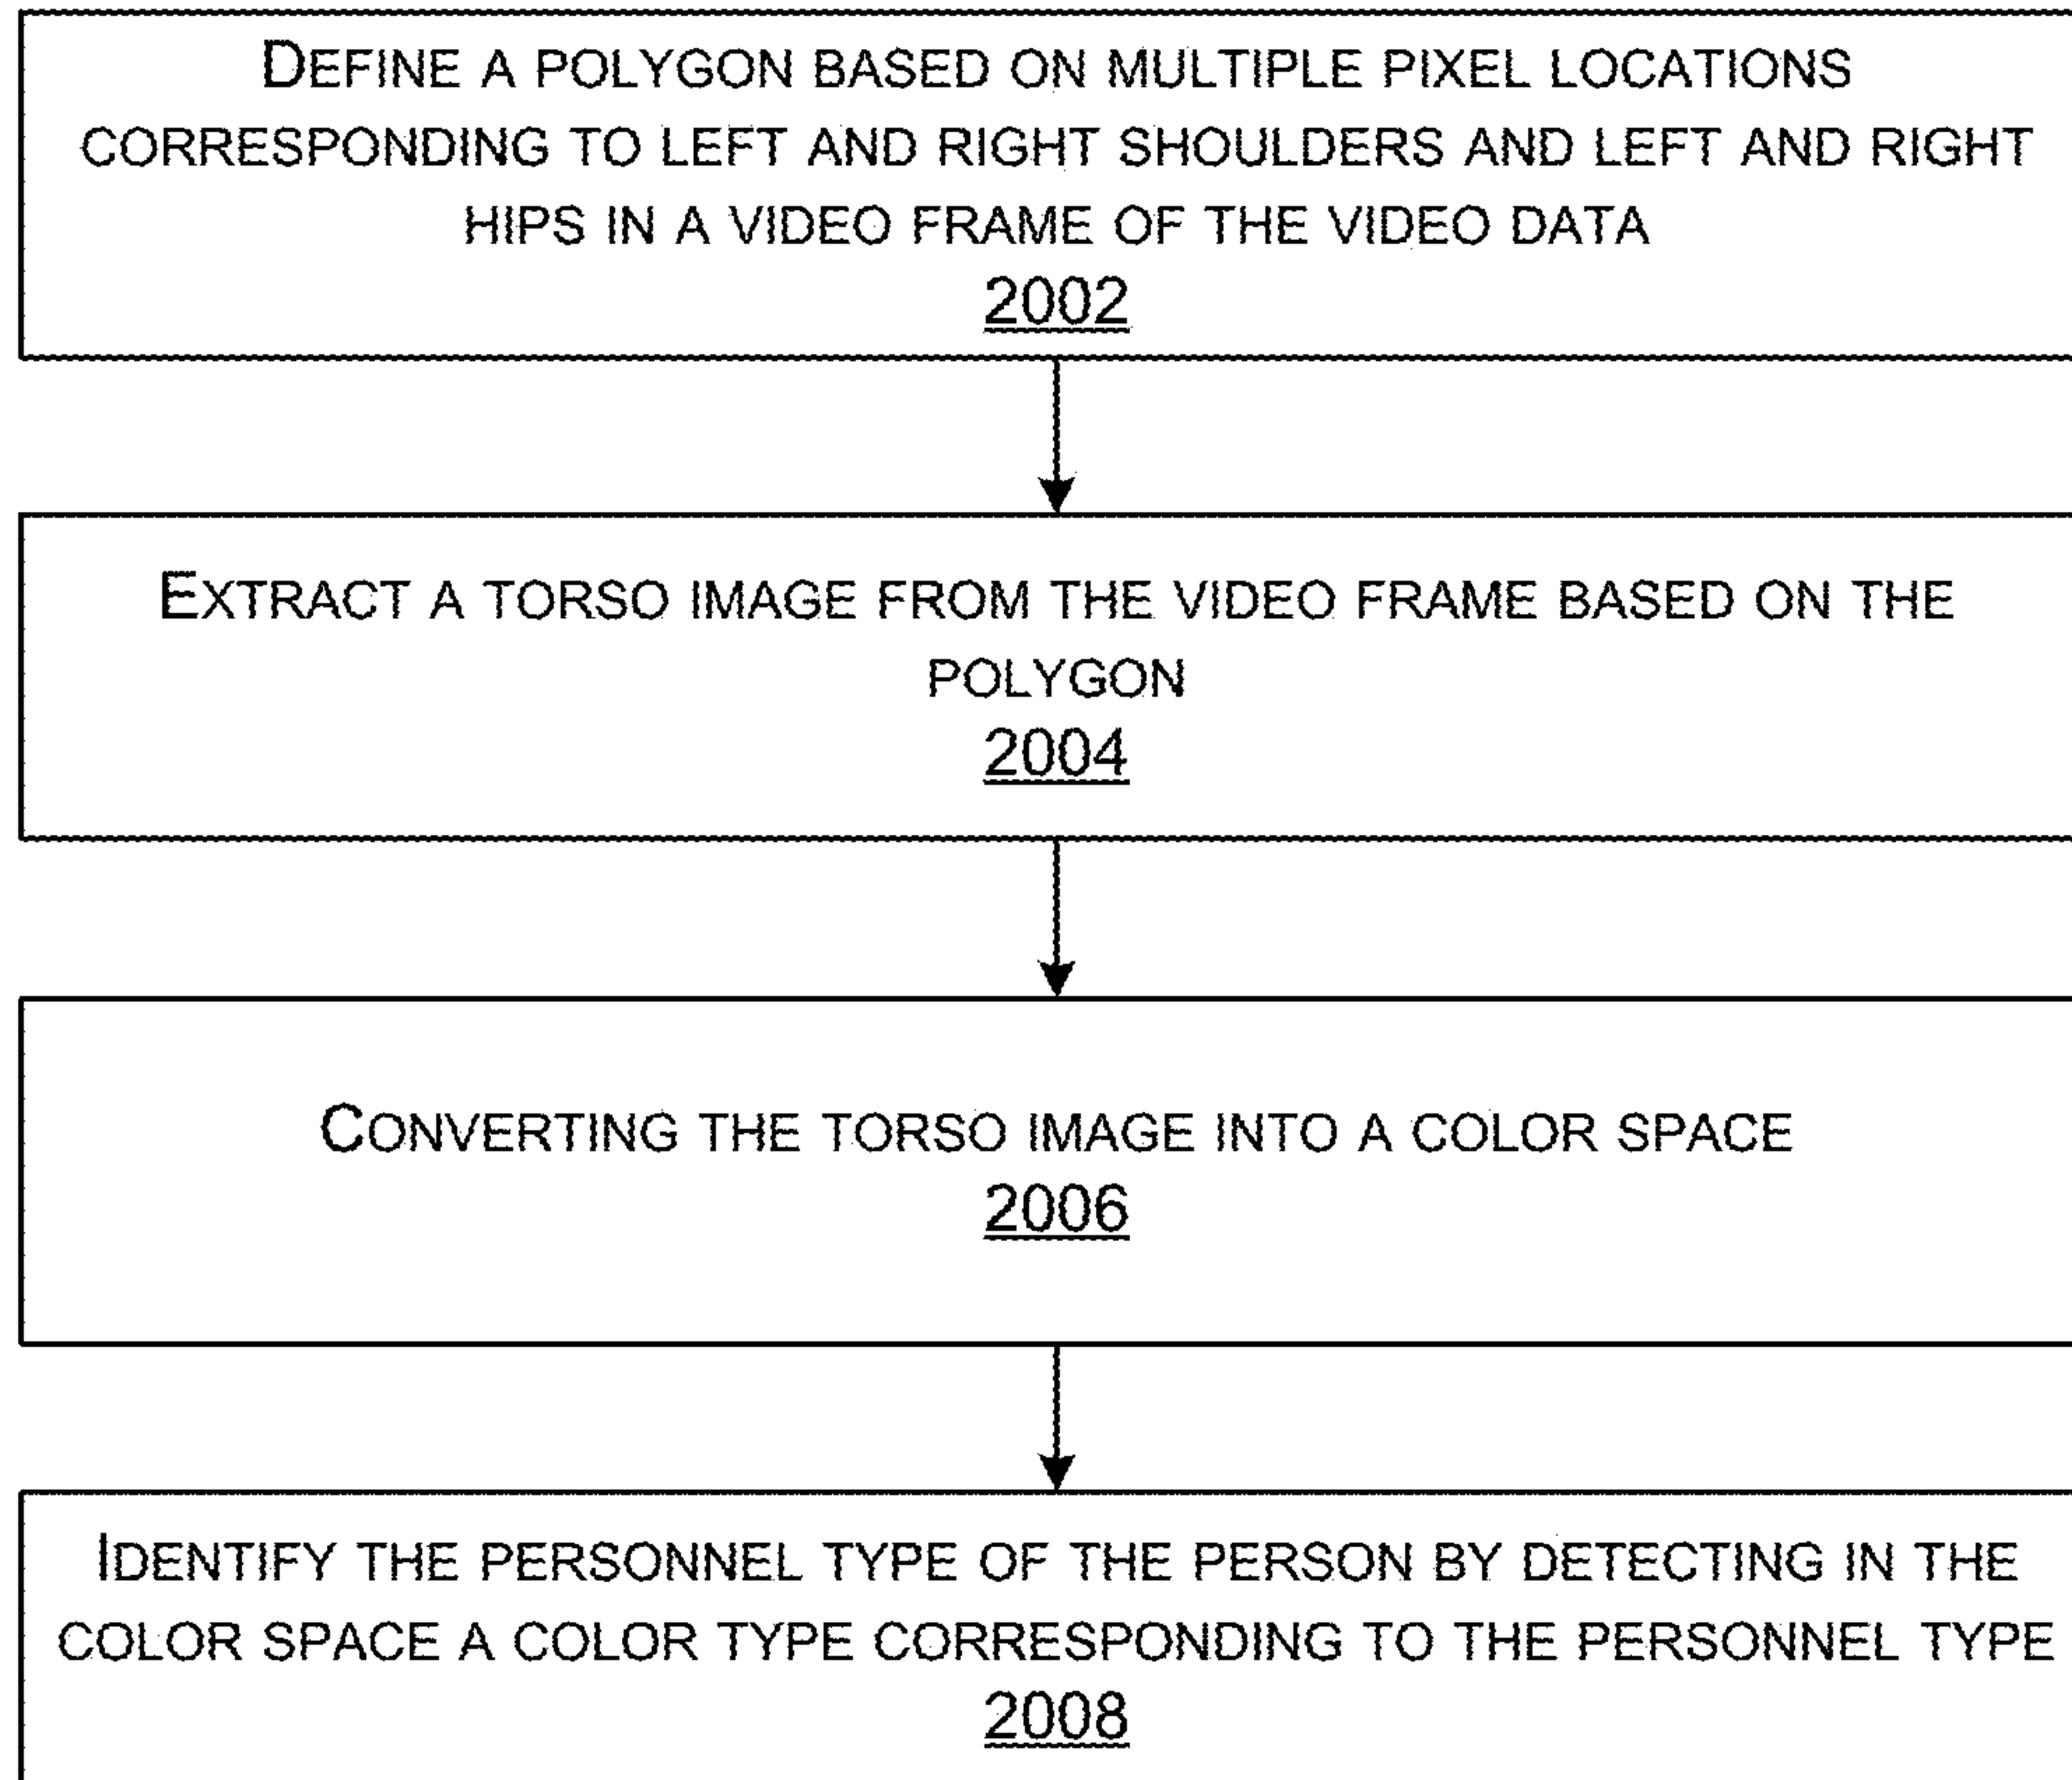 DEFINE A POLYGON BASED ON MULTIPLE PIXEL LOCATIONS
CORRESPONDING TO LEFT AND RIGHT SHOULDERS AND LEFT AND RIGHT
HIPS IN A VIDEO FRAME OF THE VIDEO DATA
2002
EXTRACT A TORSO IMAGE FROM THE VIDEO FRAME BASED ON THE
POLYGON
2004
CONVERTING THE TORSO IMAGE INTO A COLOR SPACE
2006
IDENTIFY THE PERSONNEL TYPE OF THE PERSON BY DETECTING IN THE
COLOR SPACE A COLOR TYPE CORRESPONDING TO THE PERSONNEL TYPE
2008